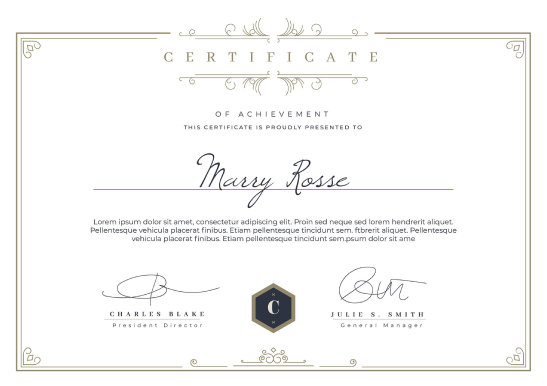 CERTIFICATE
OF ACHIEVEMENT
THIS CERTIFICATE IS PROUDLY PRESENTED TO
Marry Rosse
Lorem ipsum dolor sit amet, consectetur adipiscing elit. Proin sed neque sed lorem hendrerit aliquet.
Pellentesque vehicula placerat finibus. Etiam pellentesque tincidunt sem. ftbrerit aliquet. Pellentesque
vehicula placerat finibus. Etiam pellentesque tincidunt sem.psum dolor sit ame
C
CHARLES BLAKE
President Director
JULIE S. SMITH
General Manager